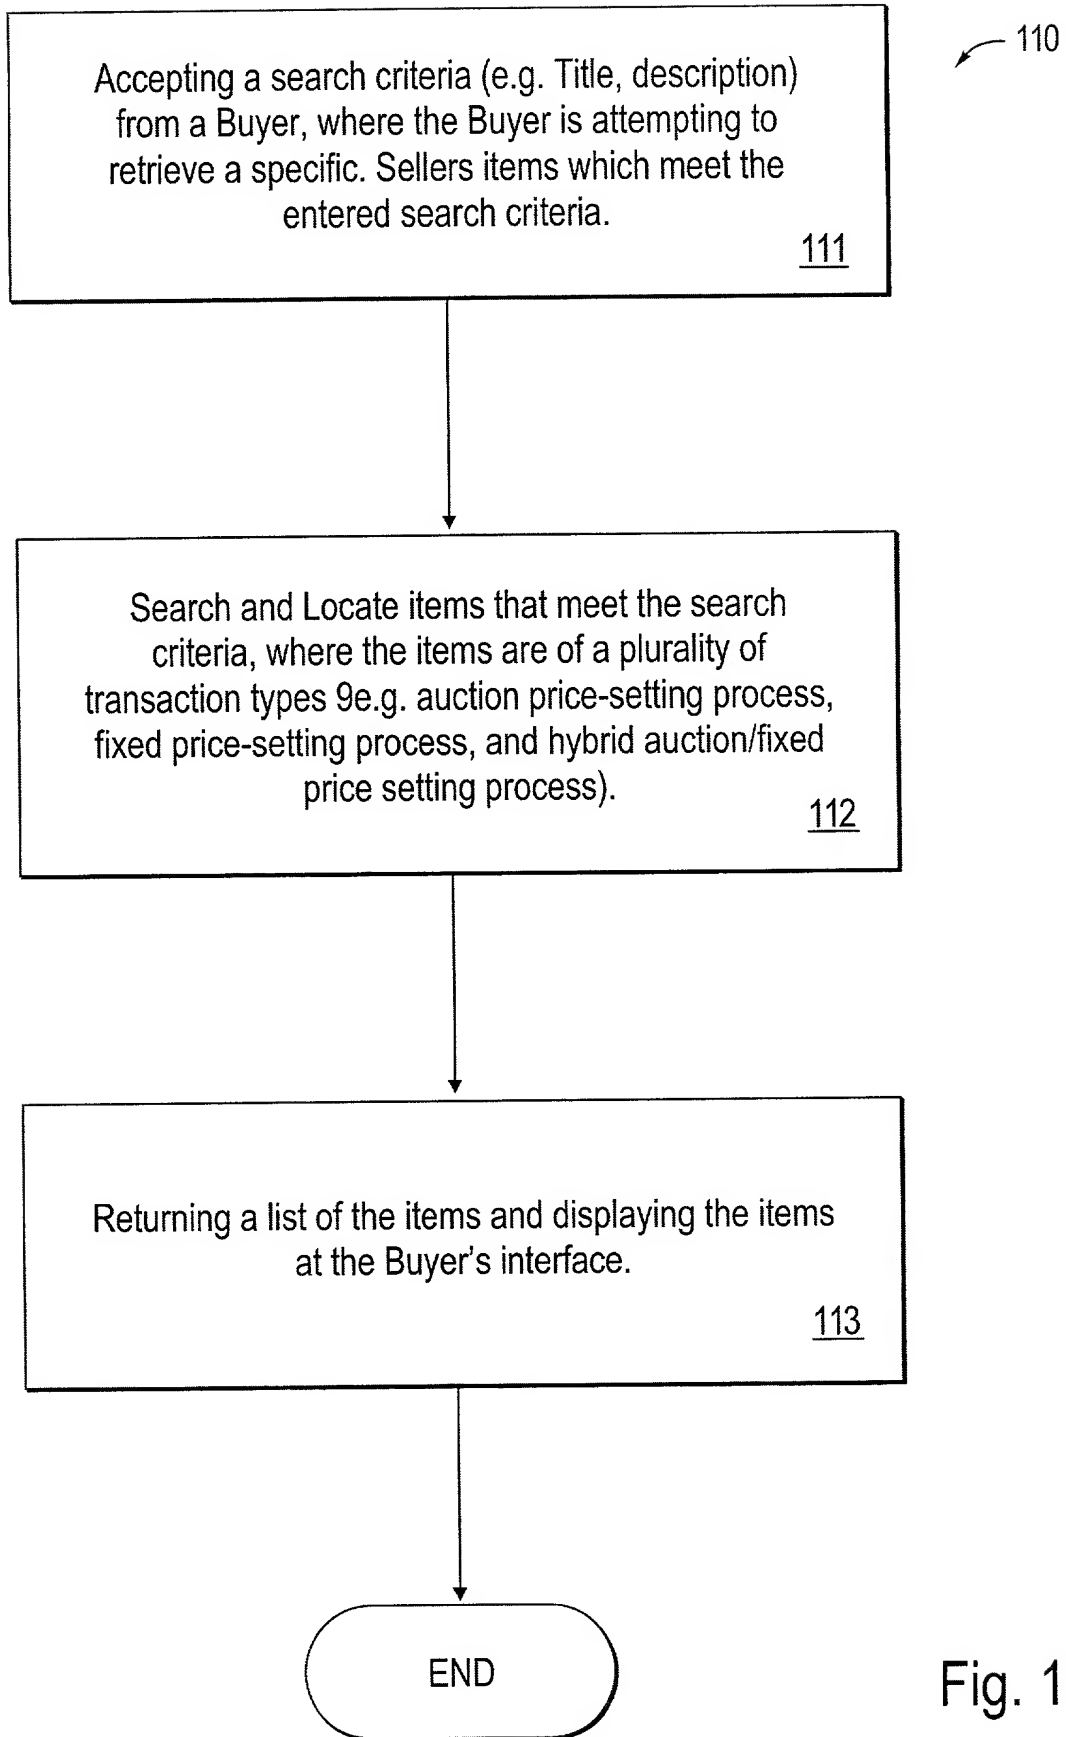 110
Accepting a search criteria (e.g. Title, description)
from a Buyer, where the Buyer is attempting to
retrieve a specific. Sellers items which meet the
entered search criteria.
111
Search and Locate items that meet the search
criteria, where the items are of a plurality of
transaction types 9e.g. auction price-setting process,
fixed price-setting process, and hybrid auction/fixed
price setting process).
112
Returning a list of the items and displaying the items
at the Buyer's interface.
113
END
Fig. 1